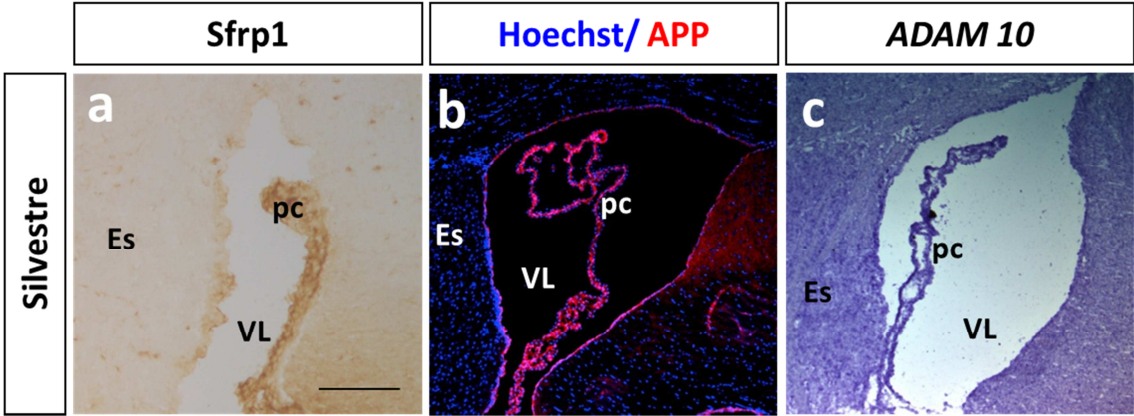 Sfrp1
Hoechst/ APP
ADAM 10
Silvestre
a
pc
Es
VL
b
pc
Es
VL
c
pc
Es
VL